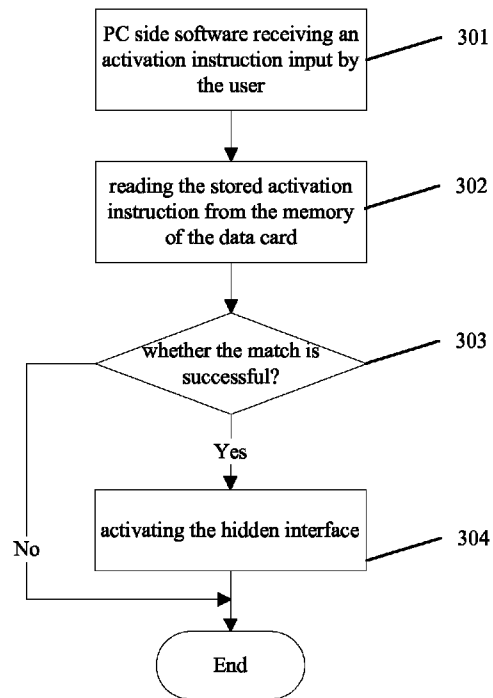 PC side software receiving an
activation instruction input by
the user
301
reading the stored activation
instruction from the memory
of the data card
302
whether the match is
successful?
303
Yes
activating the hidden interface
304
No
End